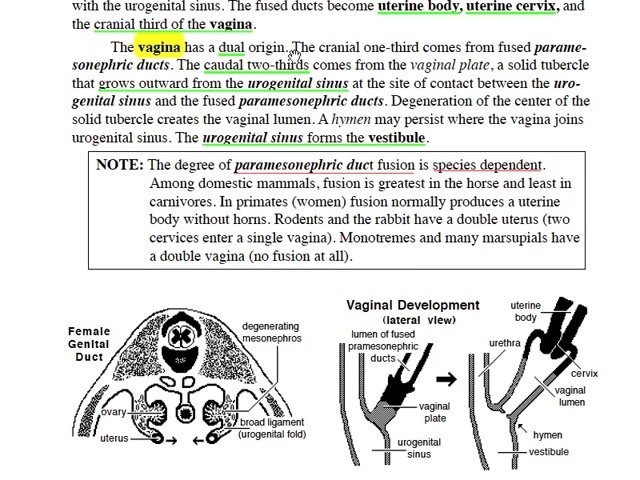 with the urogenital sinus. The fused ducts become uterine body, uterine cervix, and
the cranial third of the vagina.
The vagina has a dual origin. The cranial one-third comes from fused parame-
sonephric ducts. The caudal two-thirds comes from the vaginal plate, a solid tubercle
that grows outward from the urogenital sinus at the site of contact between the uro-
genital sinus and the fused paramesonephric ducts. Degeneration of the center of the
solid tubercle creates the vaginal lumen. A hymen may persist where the vagina joins
urogenital sinus. The urogenital sinus forms the vestibule.
NOTE: The degree of paramesonephric duct fusion is species dependent.
Among domestic mammals, fusion is greatest in the horse and least in
carnivores. In primates (women) fusion normally produces a uterine
body without horns. Rodents and the rabbit have a double uterus (two
cervices enter a single vagina). Monotremes and many marsupials have
a double vagina (no fusion at all).
Female
Genital
Duct
degenerating
mesonephros
ovary
uterus
broad ligament
(urogenital fold)
Vaginal Development
(lateral view)
lumen of fused
pramesonephric
ducts
vaginal
plate
urogenital
sinus
uterine
body
urethra
cervix
vaginal
lumen
hymen
vestibule